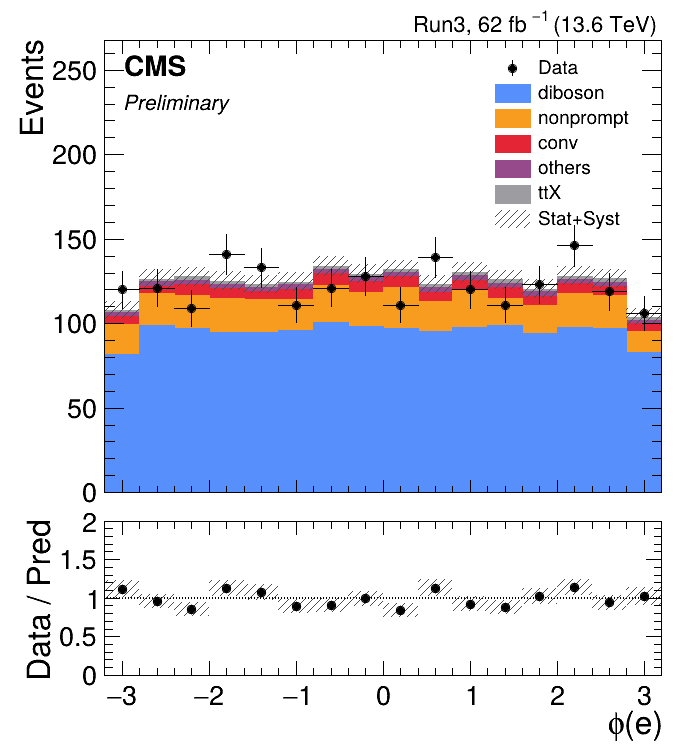 Run3, 62 fb⁻¹ (13.6 TeV)
CMS
Preliminary
Events
250
200
150
100
50
0
Data
diboson
nonprompt
conv
others
ttX
Stat+Syst
Data / Pred
2
1.5
1
0.5
0
−3 −2 −1 0 1 2 3
ϕ(e)